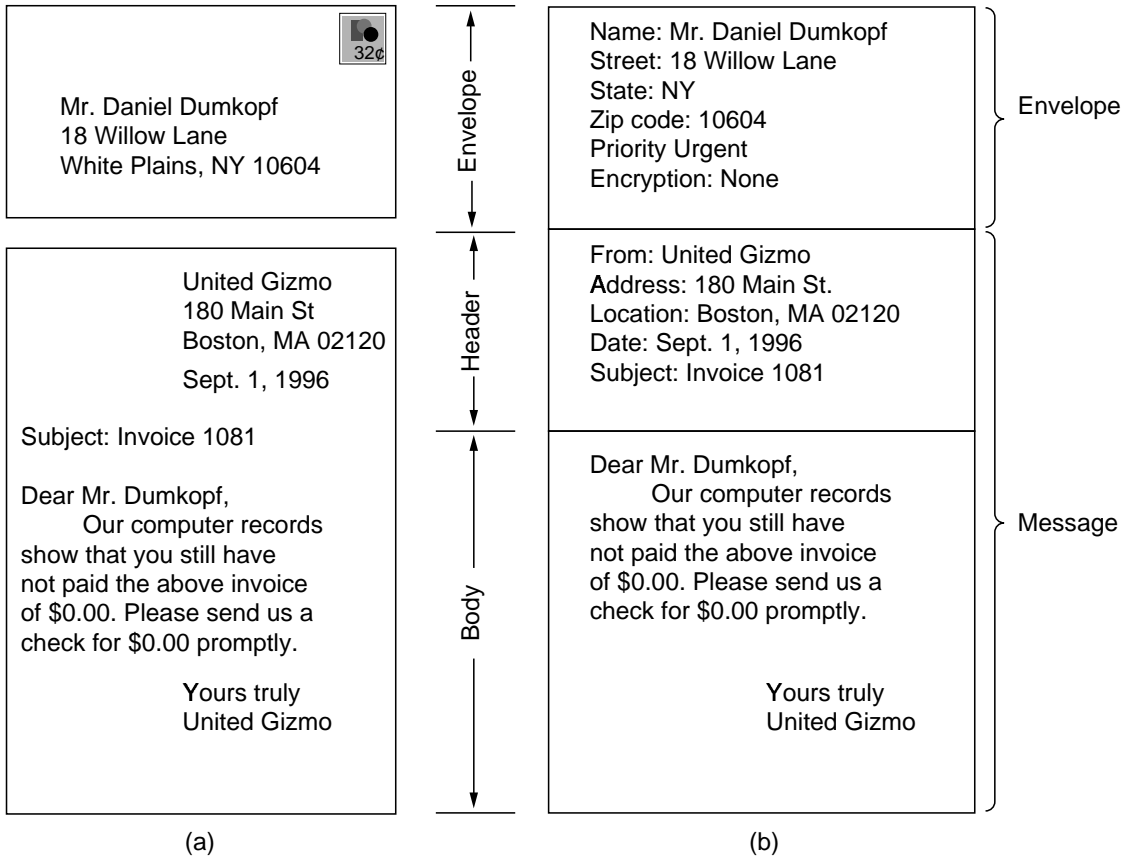 32¢
Mr. Daniel Dumkopf
18 Willow Lane
White Plains, NY 10604
United Gizmo
180 Main St
Boston, MA 02120
Sept. 1, 1996
Subject: Invoice 1081
Dear Mr. Dumkopf,
Our computer records
show that you still have
not paid the above invoice
of $0.00. Please send us a
check for $0.00 promptly.
Yours truly
United Gizmo
(a)
Envelope
Header
Body
Name: Mr. Daniel Dumkopf
Street: 18 Willow Lane
State: NY
Zip code: 10604
Priority Urgent
Encryption: None
From: United Gizmo
Address: 180 Main St.
Location: Boston, MA 02120
Date: Sept. 1, 1996
Subject: Invoice 1081
Dear Mr. Dumkopf,
Our computer records
show that you still have
not paid the above invoice
of $0.00. Please send us a
check for $0.00 promptly.
Yours truly
United Gizmo
(b)
Envelope
Message